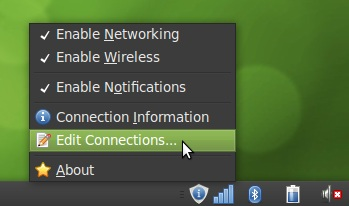 Enable Networking
Enable Wireless
Enable Notifications
Connection Information
Edit Connections...
About